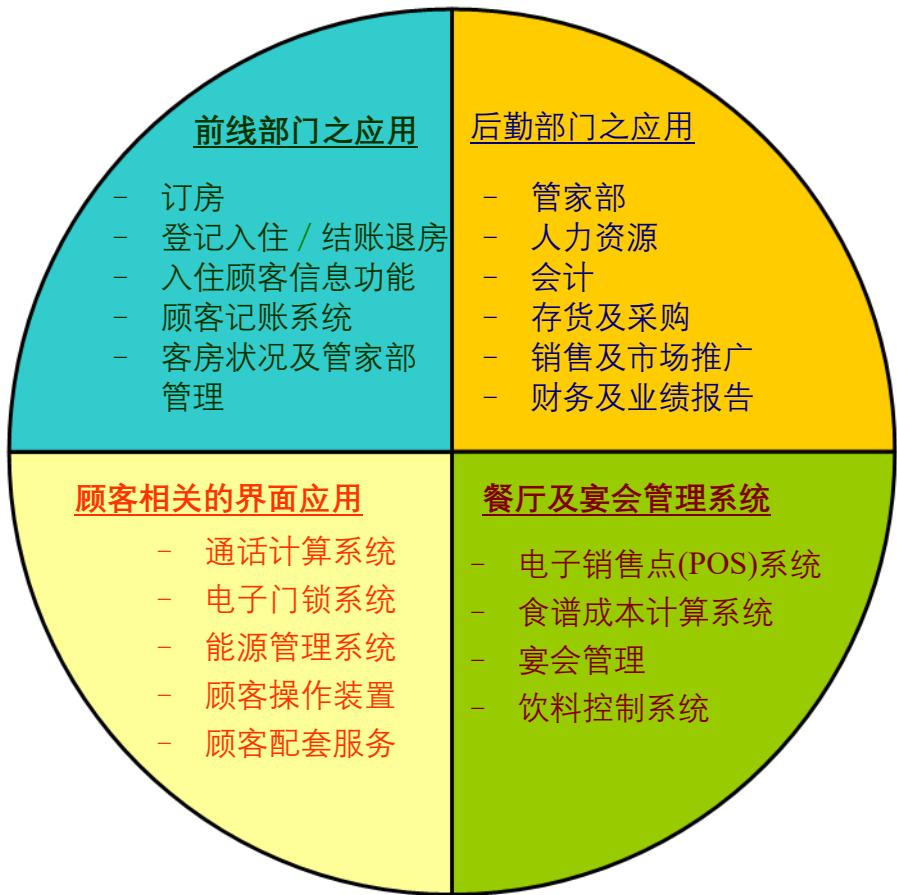 前线部门之应用
- 订房
- 登记入住 / 结账退房
- 入住顾客信息功能
- 顾客记账系统
- 客房状况及管家部
管理
后勤部门之应用
- 管家部
- 人力资源
- 会计
- 存货及采购
- 销售及市场推广
- 财务及业绩报告
顾客相关的界面应用
- 通话计算系统
- 电子门锁系统
- 能源管理系统
- 顾客操作装置
- 顾客配套服务
餐厅及宴会管理系统
- 电子销售点(POS)系统
- 食谱成本计算系统
- 宴会管理
- 饮料控制系统